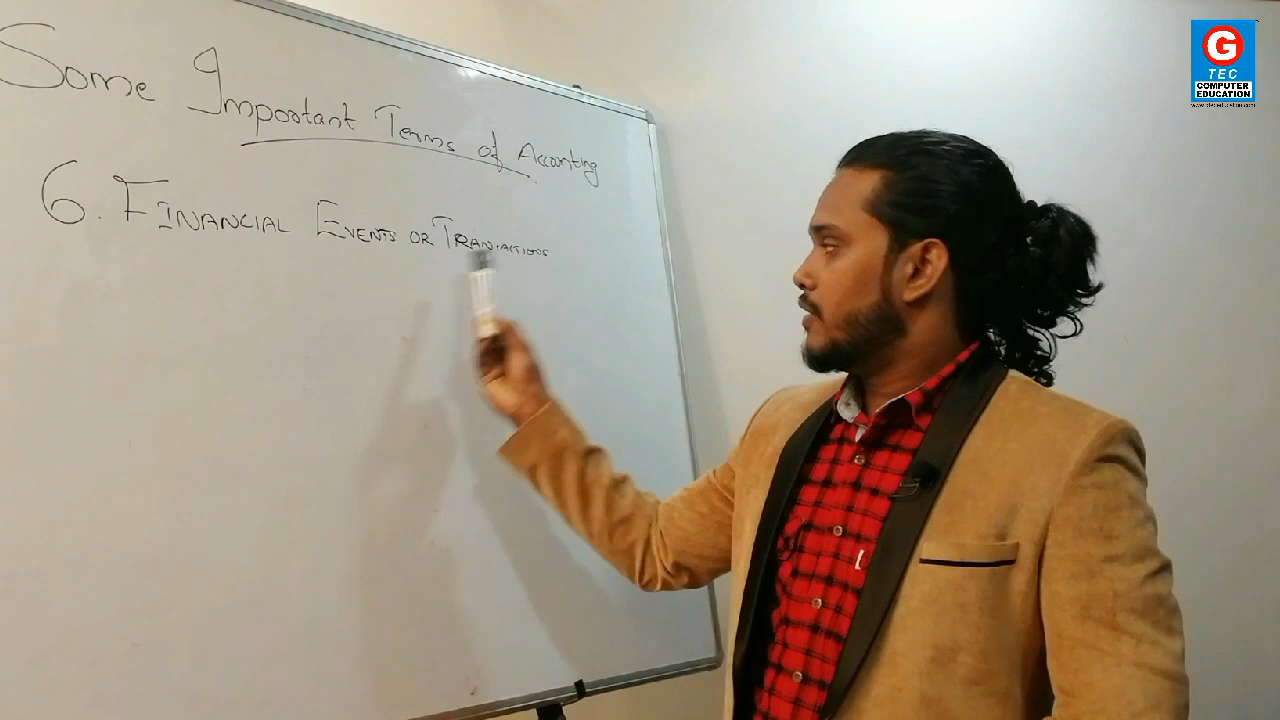 Some Important Terms of Accounting
6. FINANCIAL EVENTS OR TRANSACTIONS
G
TEC
COMPUTER
EDUCATION